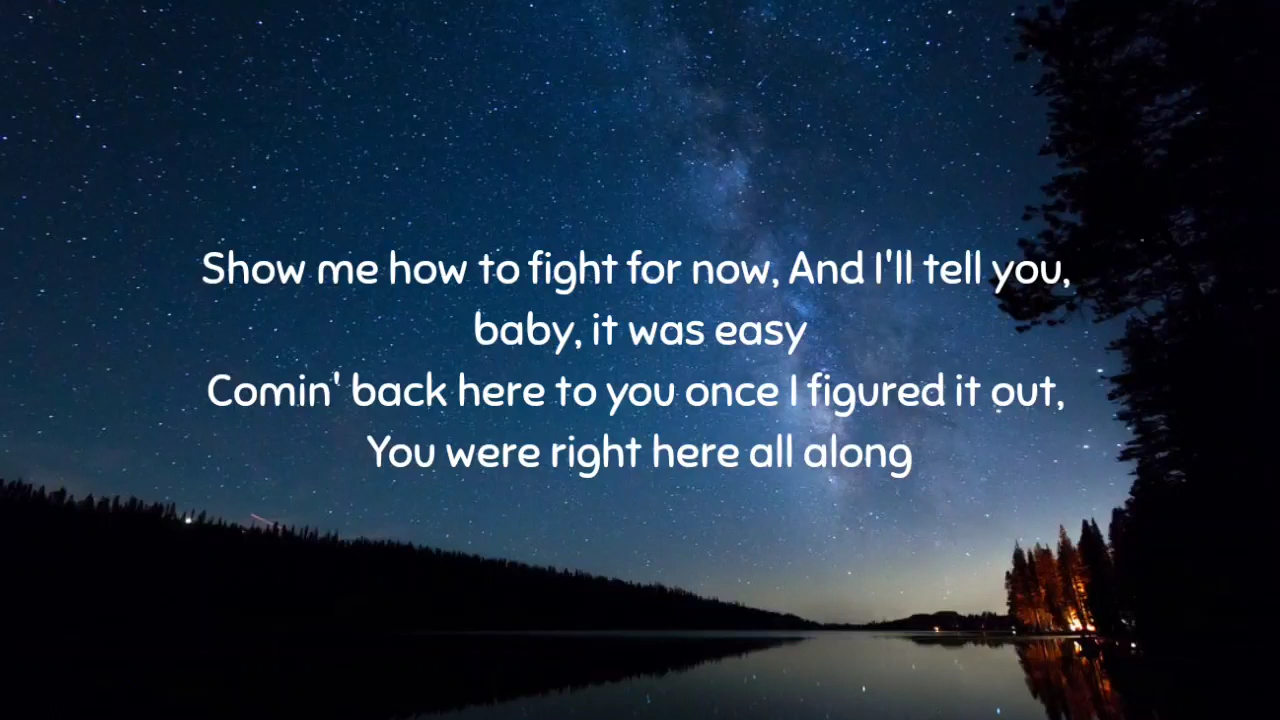 Show me how to fight for now, And I'll tell you,
baby, it was easy
Comin' back here to you once I figured it out,
You were right here all along